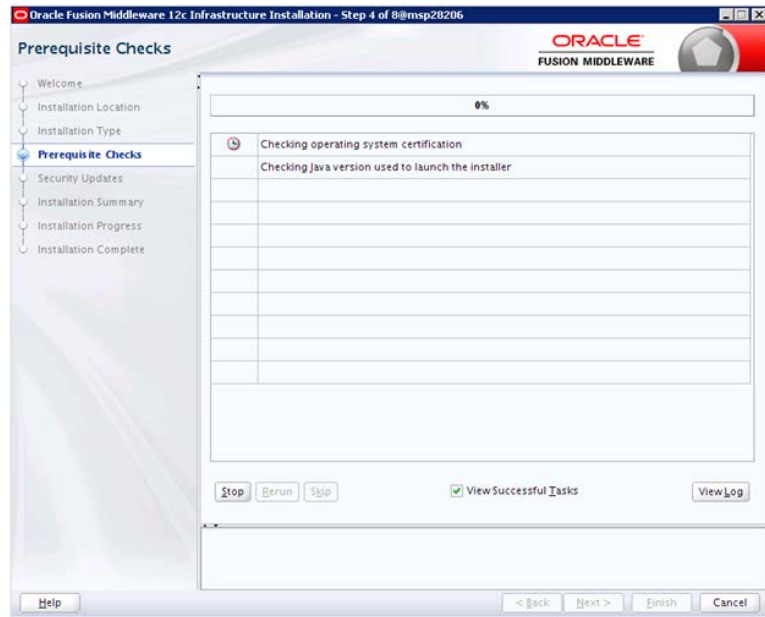 Oracle Fusion Middleware 12c Infrastructure Installation - Step 4 of 8@msp28206
Prerequisite Checks
ORACLE
FUSION MIDDLEWARE
Welcome
Installation Location
Installation Type
Prerequisite Checks
Security Updates
Installation Summary
Installation Progress
Installation Complete
0%
Checking operating system certification
Checking Java version used to launch the installer
Stop Rerun Skip View Successful Tasks View Log
Help < Back Next > Finish Cancel